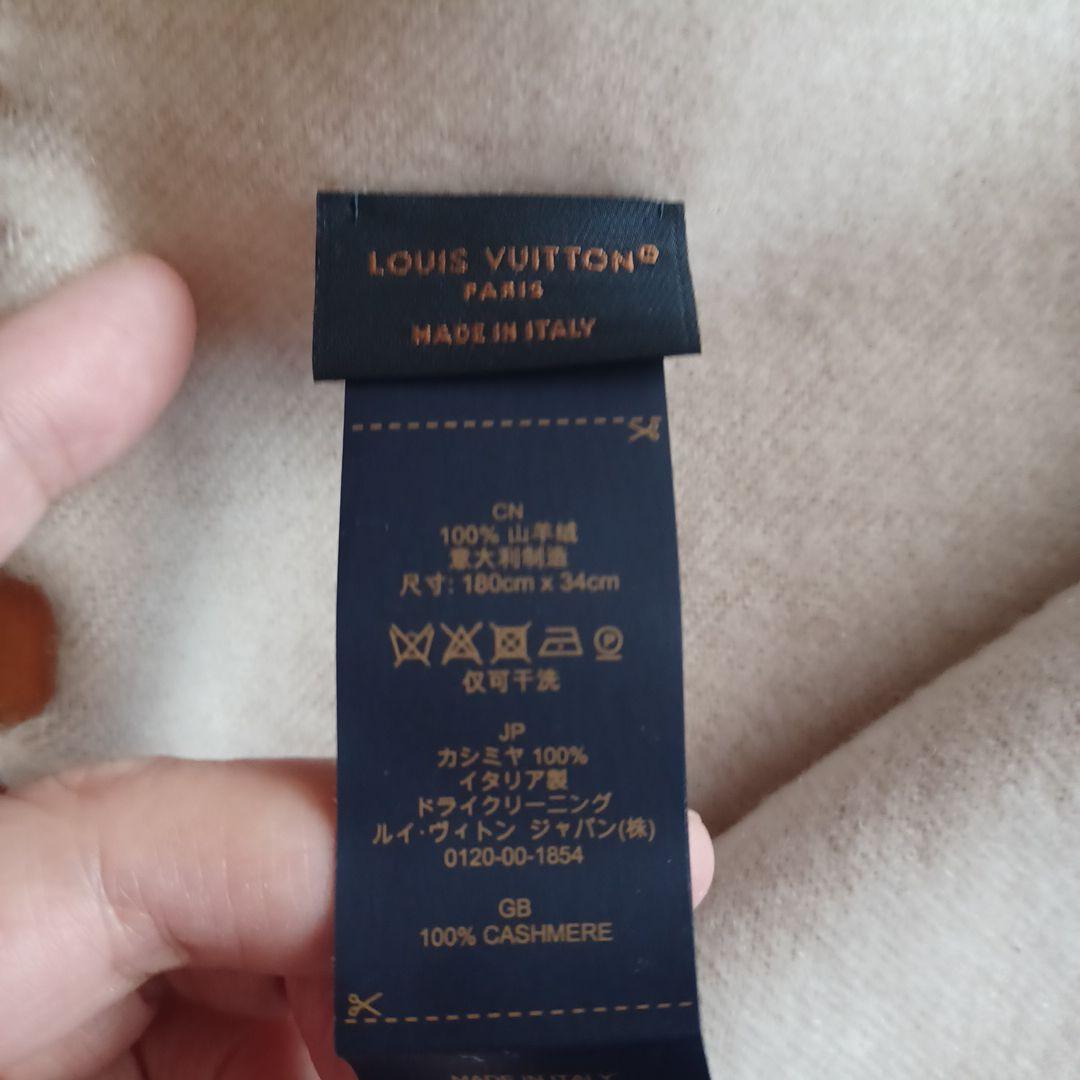 LOUIS VUITTON®
PARIS
MADE IN ITALY
CN
100% 山羊绒
意大利制造
尺寸: 180cm x 34cm
P
仅可干洗
JP
カシミヤ 100%
イタリア製
ドライクリーニング
ルイ·ヴィトン ジャパン(株)
0120-00-1854
GB
100% CASHMERE
MADE IN ITALY